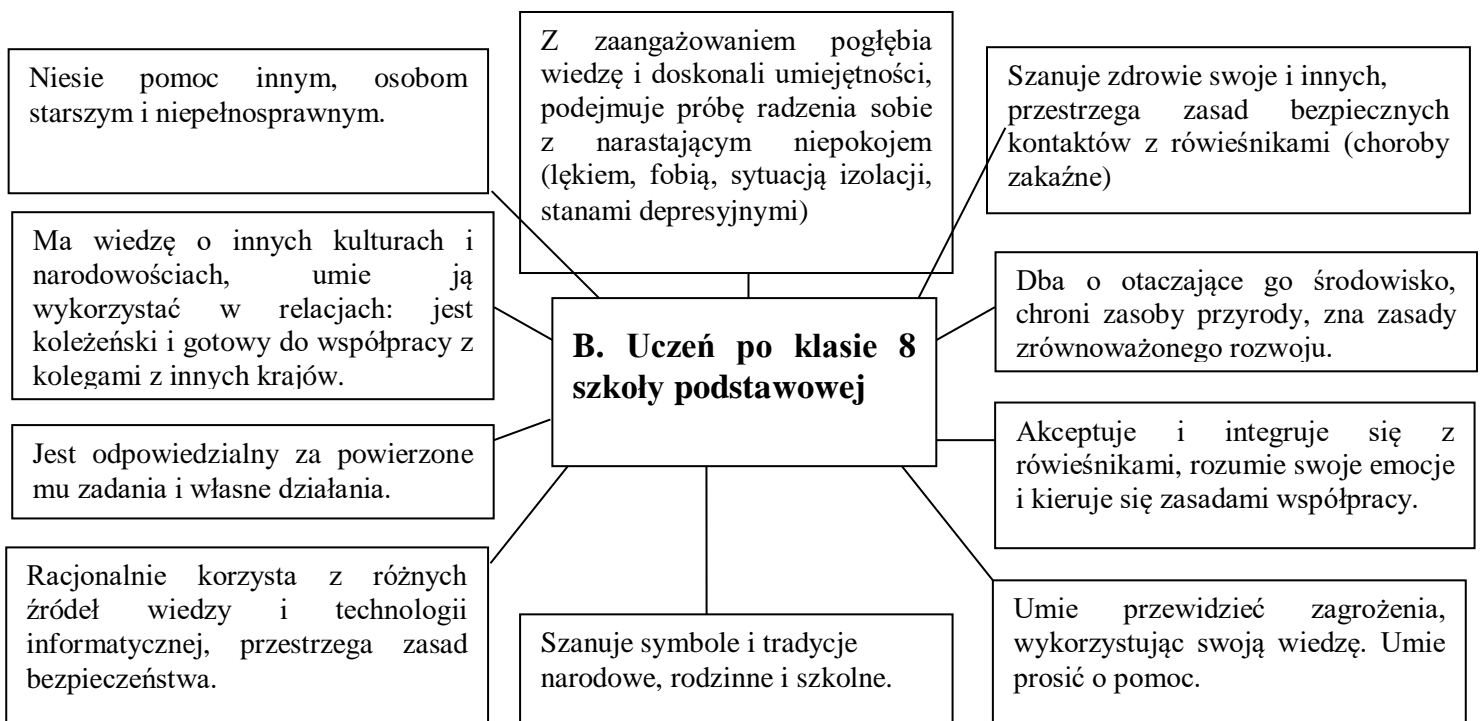 Niesie pomoc innym, osobom
starszym i niepełnosprawnym.
Z zaangażowaniem pogłębia
wiedzę i doskonali umiejętności,
podejmuje próbę radzenia sobie
z narastającym niepokojem
(lękiem, fobią, sytuacją izolacji,
stanami depresyjnymi)
Szanuje zdrowie swoje i innych,
przestrzega zasad bezpiecznych
kontaktów z rówieśnikami (choroby
zakaźne)
Ma wiedzę o innych kulturach i
narodowościach, umie ją
wykorzystać w relacjach: jest
koleżeński i gotowy do współpracy z
kolegami z innych krajów.
B. Uczeń po klasie 8
szkoły podstawowej
Dba o otaczające go środowisko,
chroni zasoby przyrody, zna zasady
zrównoważonego rozwoju.
Jest odpowiedzialny za powierzone
mu zadania i własne działania.
Akceptuje i integruje się z
rówieśnikami, rozumie swoje emocje
i kieruje się zasadami współpracy.
Racjonalnie korzysta z różnych
źródeł wiedzy i technologii
informatycznej, przestrzega zasad
bezpieczeństwa.
Szanuje symbole i tradycje
narodowe, rodzinne i szkolne.
Umie przewidzieć zagrożenia,
wykorzystując swoją wiedzę. Umie
prosić o pomoc.